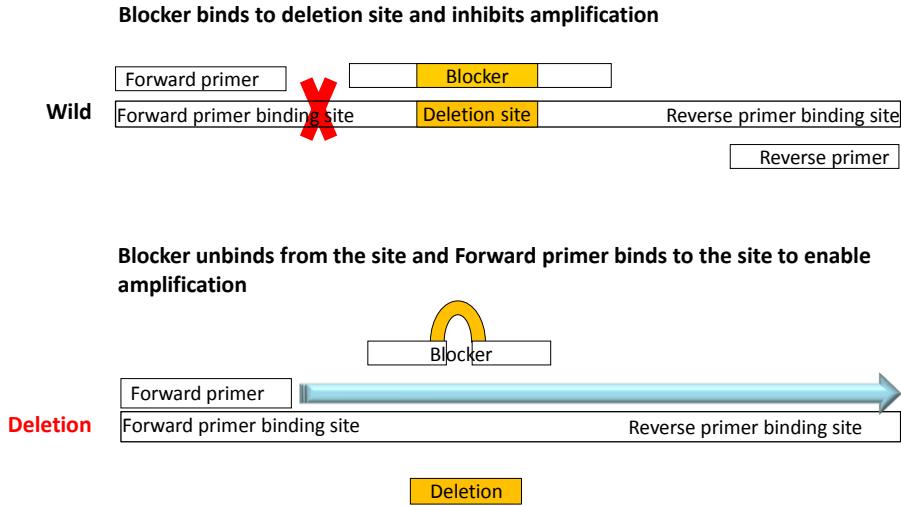 Blocker binds to deletion site and inhibits amplification
Forward primer
Blocker
Wild
Forward primer binding site
Deletion site
Reverse primer binding site
Reverse primer
Blocker unbinds from the site and Forward primer binds to the site to enable
amplification
Blocker
Forward primer
Deletion
Forward primer binding site
Reverse primer binding site
Deletion